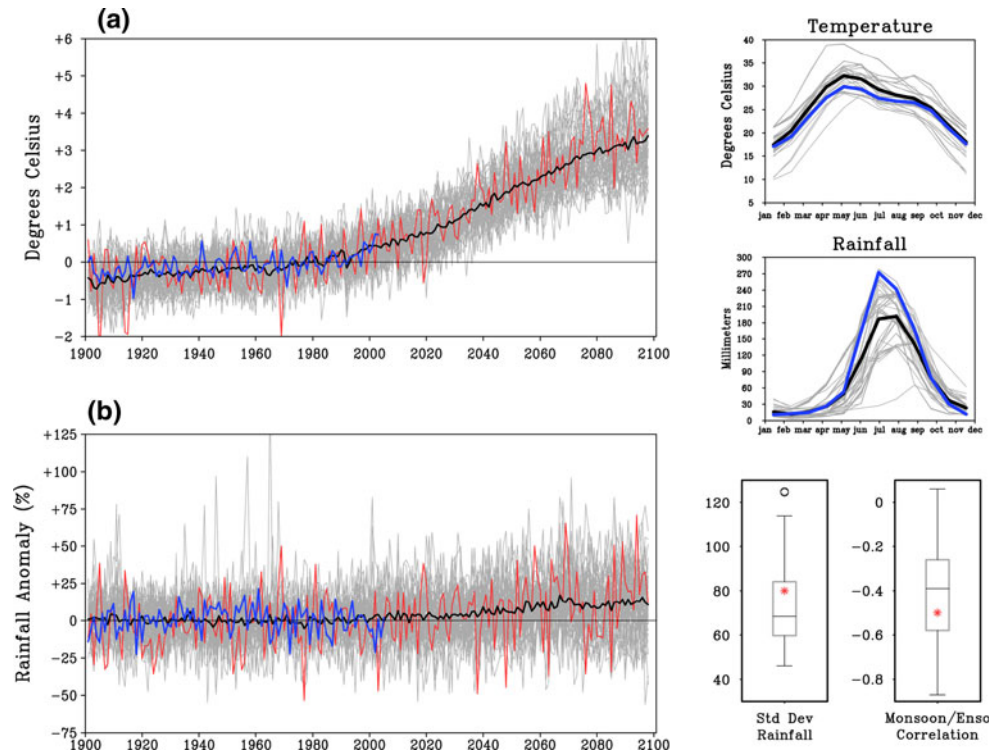 (a)
Degrees Celsius
+6
+5
+4
+3
+2
+1
0
−1
−2
1900 1920 1940 1960 1980 2000 2020 2040 2060 2080 2100
(b)
Rainfall Anomaly (%)
+125
+100
+75
+50
+25
0
−25
−50
−75
1900 1920 1940 1960 1980 2000 2020 2040 2060 2080 2100
Temperature
Degrees Celsius
40
35
30
25
20
15
10
5
jan feb mar apr may jun jul aug sep oct nov dec
Rainfall
Millimeters
300
270
240
210
180
150
120
90
60
30
0
jan feb mar apr may jun jul aug sep oct nov dec
120
100
80
60
40
Std Dev
Rainfall
0
−0.2
−0.4
−0.6
−0.8
Monsoon/Enso
Correlation